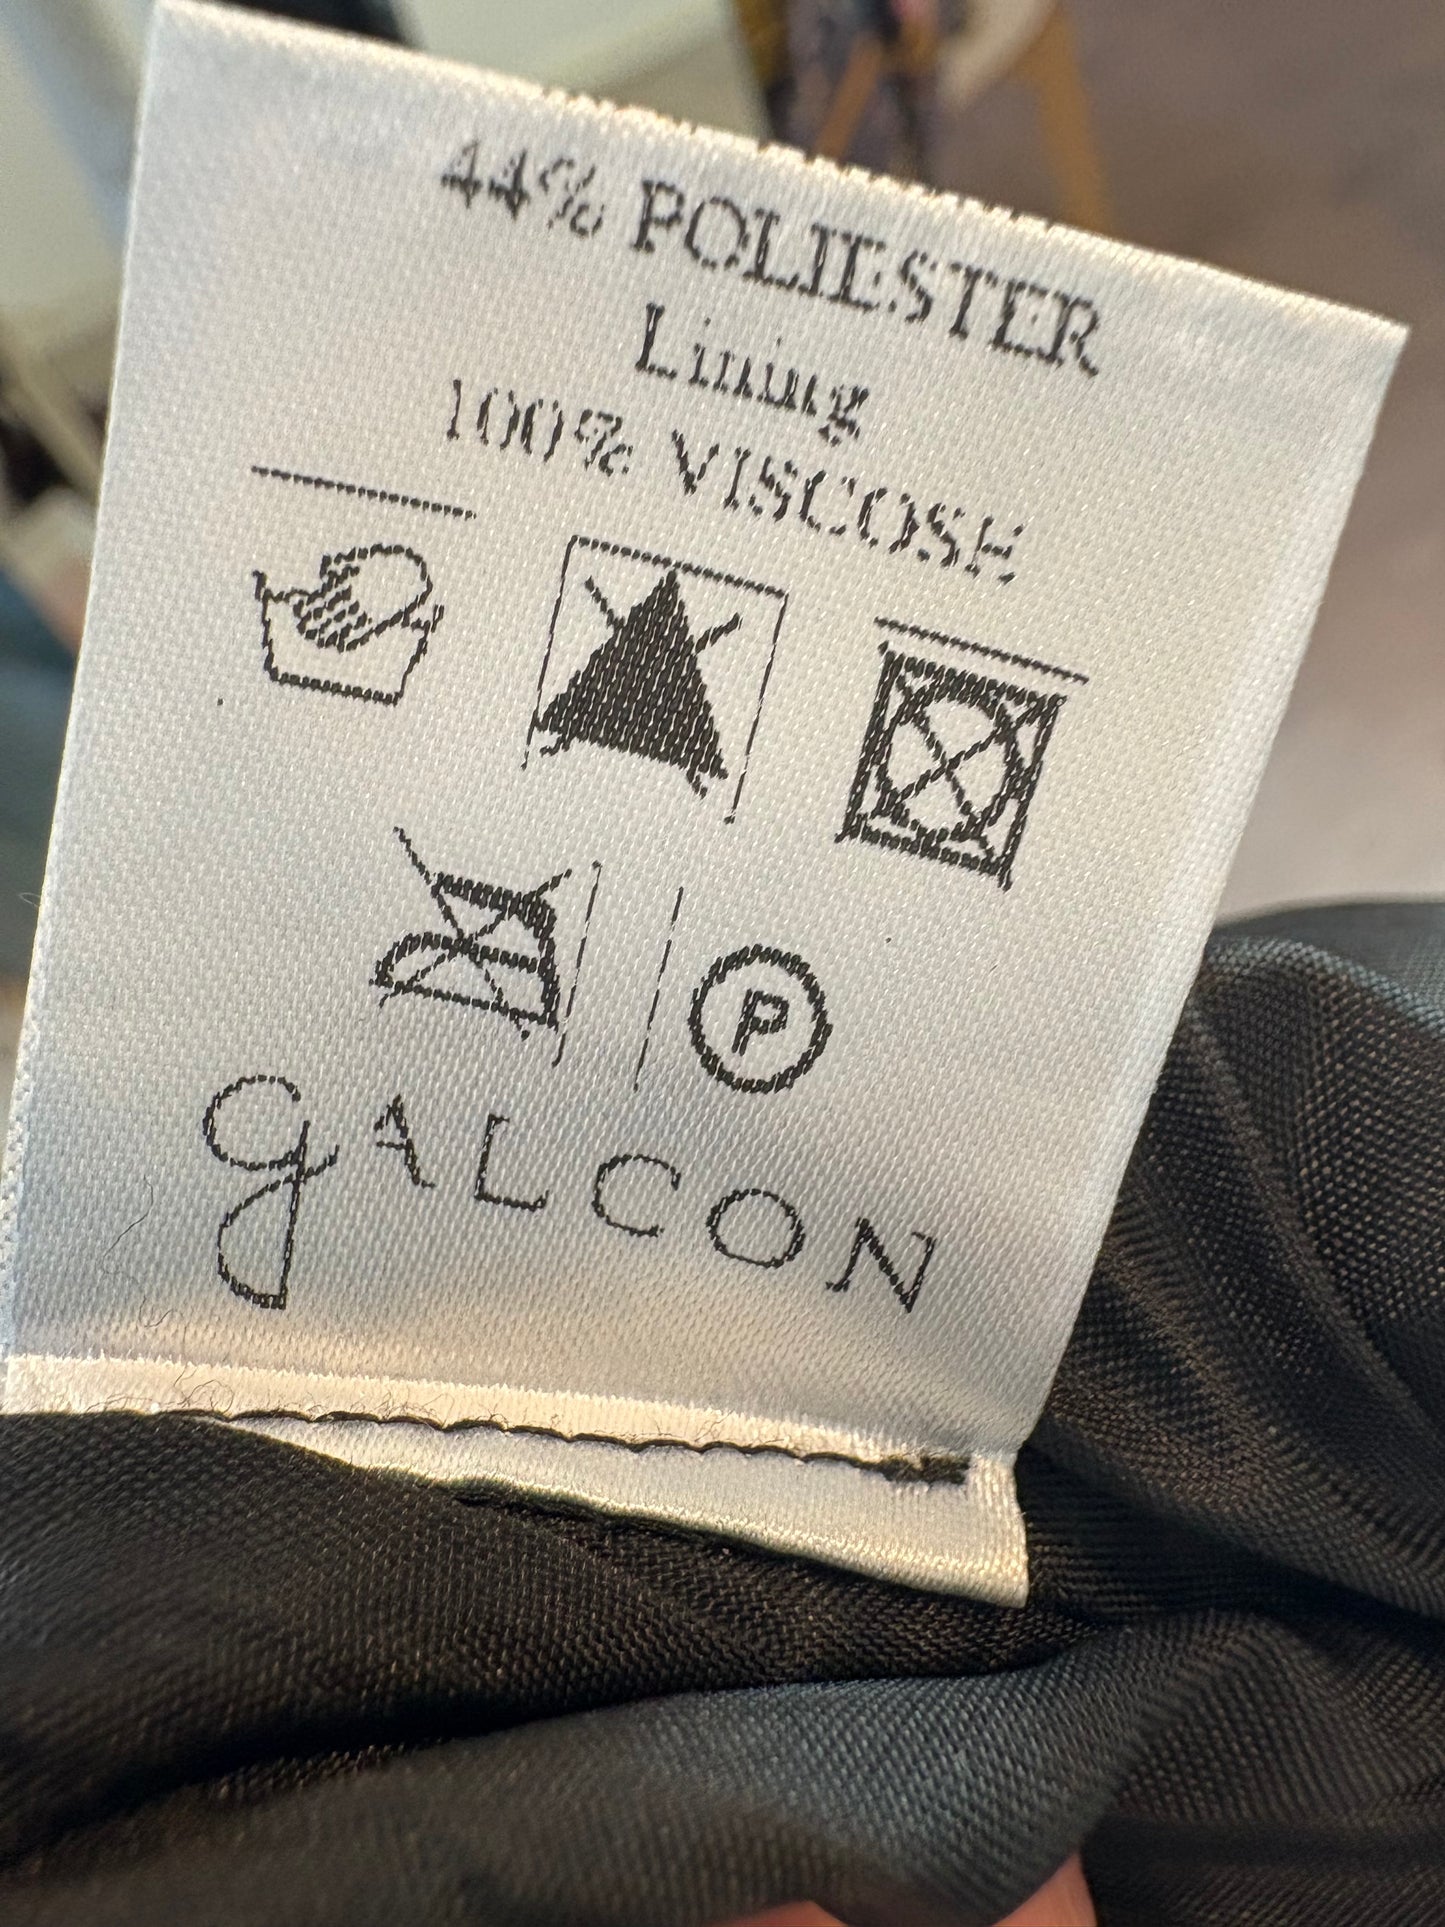 44% POLIESTER
Lining
100% VISCOSE
P
gALCON